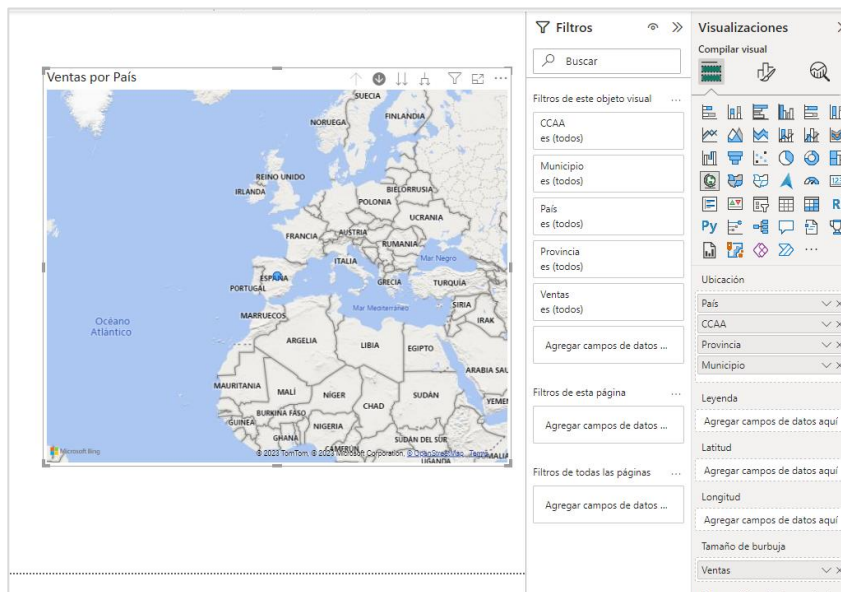 Ventas por País
SUECIA
FINLANDIA
NORUEGA
REINO UNIDO
IRLANDA
BIELORRUSIA
POLONIA
UCRANIA
FRANCIA
AUSTRIA
RUMANIA
Mar Negro
ITALIA
ESPAÑA
PORTUGAL
GRECIA
TURQUÍA
SIRIA
Mar Mediterráneo
IRAK
MARRUECOS
Océano
Atlántico
ARGELIA
LIBIA
EGIPTO
ARABIA SAU
MAURITANIA
MALÍ
NÍGER
CHAD
SUDÁN
YEMEN
BURKINA FASO
GUINEA
NIGERIA
GHANA
SUDÁN DEL SUR
CAMERÚN
UGANDA
Microsoft Bing
© 2023 TomTom, © 2023 Microsoft Corporation, © OpenStreetMap Terms
Filtros
Buscar
Filtros de este objeto visual ...
CCAA
es (todos)
Municipio
es (todos)
País
es (todos)
Provincia
es (todos)
Ventas
es (todos)
Agregar campos de datos ...
Filtros de esta página ...
Agregar campos de datos ...
Filtros de todas las páginas ...
Agregar campos de datos ...
Visualizaciones
Compilar visual
123
R
Py
...
Ubicación
País
CCAA
Provincia
Municipio
Leyenda
Agregar campos de datos aquí
Latitud
Agregar campos de datos aquí
Longitud
Agregar campos de datos aquí
Tamaño de burbuja
Ventas